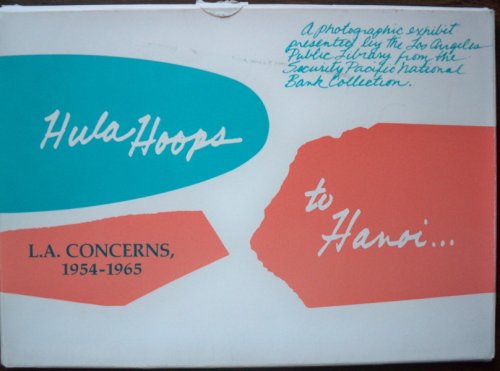 A photographic exhibit
presented by the Los Angeles
Public Library from the
Security Pacific National
Bank Collection.
Hula Hoops
to
Hanoi...
L.A. CONCERNS,
1954-1965